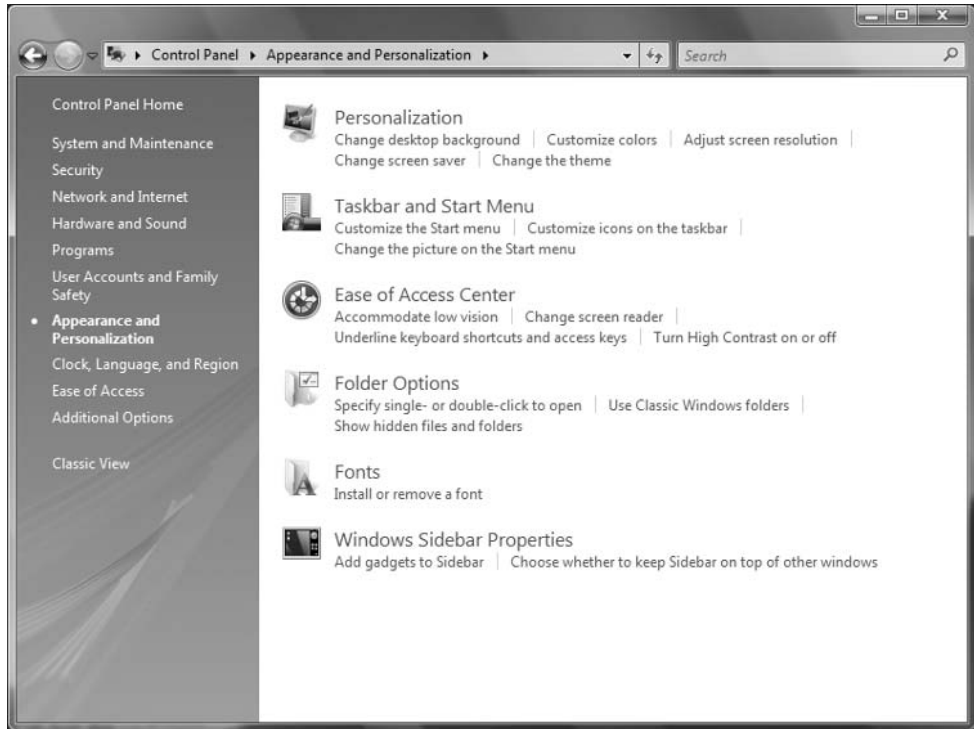 Control Panel Appearance and Personalization Search
Control Panel Home
System and Maintenance
Security
Network and Internet
Hardware and Sound
Programs
User Accounts and Family
Safety
Appearance and
Personalization
Clock, Language, and Region
Ease of Access
Additional Options
Classic View
Personalization
Change desktop background Customize colors Adjust screen resolution
Change screen saver Change the theme
Taskbar and Start Menu
Customize the Start menu Customize icons on the taskbar
Change the picture on the Start menu
Ease of Access Center
Accommodate low vision Change screen reader
Underline keyboard shortcuts and access keys Turn High Contrast on or off
Folder Options
Specify single- or double-click to open Use Classic Windows folders
Show hidden files and folders
Fonts
Install or remove a font
Windows Sidebar Properties
Add gadgets to Sidebar Choose whether to keep Sidebar on top of other windows